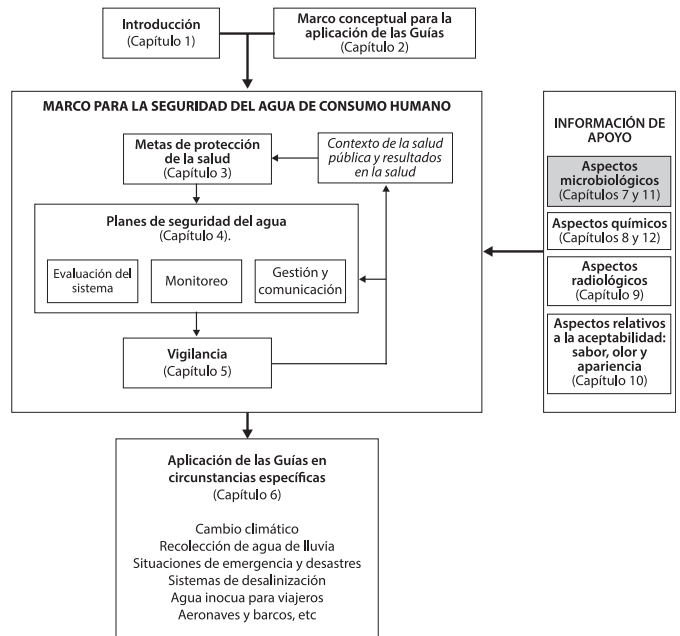 Introducción
(Capítulo 1)
Marco conceptual para la
aplicación de las Guías
(Capítulo 2)
MARCO PARA LA SEGURIDAD DEL AGUA DE CONSUMO HUMANO
Metas de protección
de la salud
(Capítulo 3)
Contexto de la salud
pública y resultados
en la salud
Planes de seguridad del agua
(Capítulo 4).
Evaluación del
sistema
Monitoreo
Gestión y
comunicación
Vigilancia
(Capítulo 5)
INFORMACIÓN DE
APOYO
Aspectos
microbiológicos
(Capítulos 7 y 11)
Aspectos químicos
(Capítulos 8 y 12)
Aspectos
radiológicos
(Capítulo 9)
Aspectos relativos
a la aceptabilidad:
sabor, olor y
apariencia
(Capítulo 10)
Aplicación de las Guías en
circunstancias específicas
(Capítulo 6)
Cambio climático
Recolección de agua de lluvia
Situaciones de emergencia y desastres
Sistemas de desalinización
Agua inocua para viajeros
Aeronaves y barcos, etc